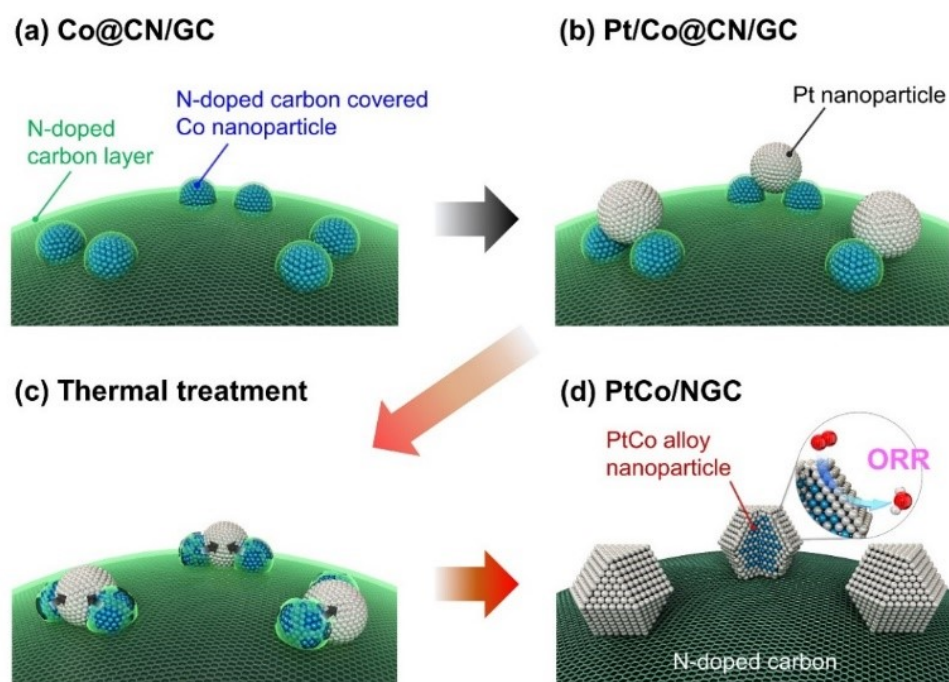 (a) Co@CN/GC
(b) Pt/Co@CN/GC
N-doped carbon covered
Co nanoparticle
Pt nanoparticle
N-doped
carbon layer
(c) Thermal treatment
(d) PtCo/NGC
PtCo alloy
nanoparticle
ORR
N-doped carbon